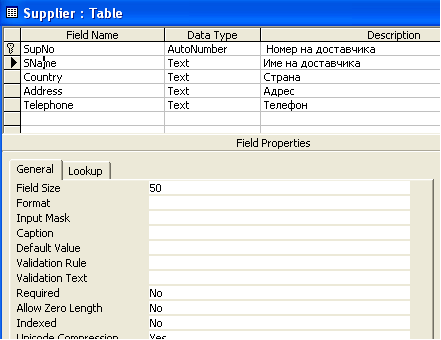 Supplier : Table
Field Name Data Type Description
SupNo AutoNumber Номер на доставчика
SName Text Име на доставчика
Country Text Страна
Address Text Адрес
Telephone Text Телефон
Field Properties
General Lookup
Field Size 50
Format
Input Mask
Caption
Default Value
Validation Rule
Validation Text
Required No
Allow Zero Length No
Indexed No
Unicode Compression Yes